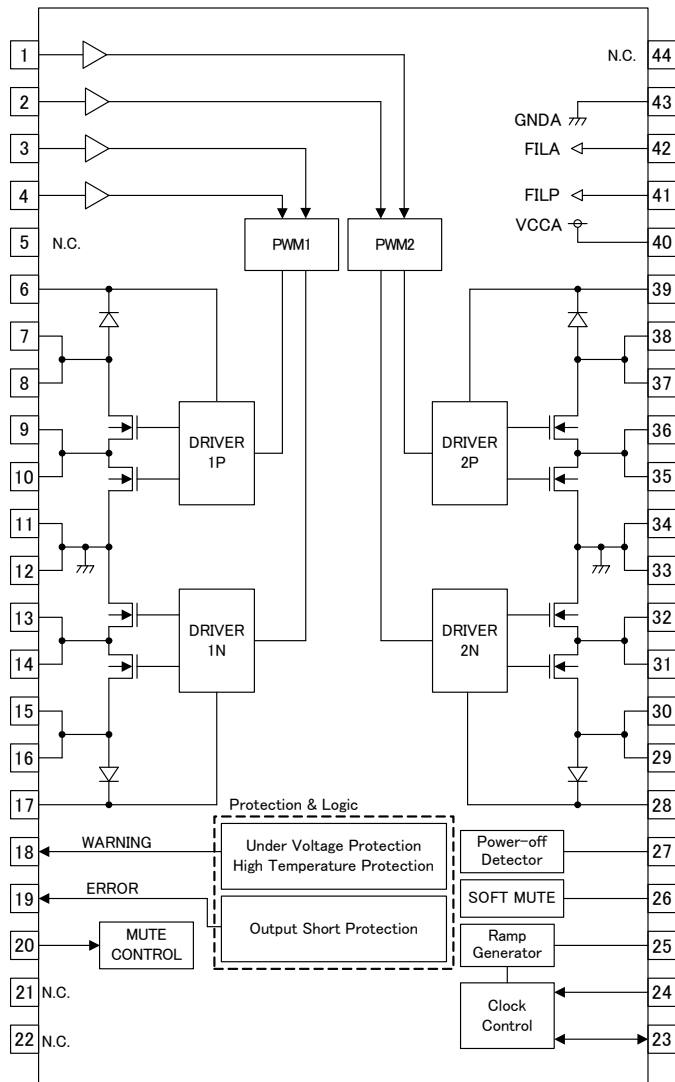 1
N.C.
44
2
43
GNDA
3
FILA
42
4
FILP
41
VCCA
5
N.C.
PWM1
PWM2
40
6
39
7
38
8
37
9
36
DRIVER
1P
DRIVER
2P
10
35
11
34
12
33
13
32
DRIVER
1N
DRIVER
2N
14
31
15
30
16
29
17
28
Protection & Logic
18
WARNING
Under Voltage Protection
High Temperature Protection
Power-off
Detector
27
19
ERROR
SOFT MUTE
26
20
MUTE
CONTROL
Output Short Protection
Ramp
Generator
25
21
N.C.
24
Clock
Control
22
N.C.
23